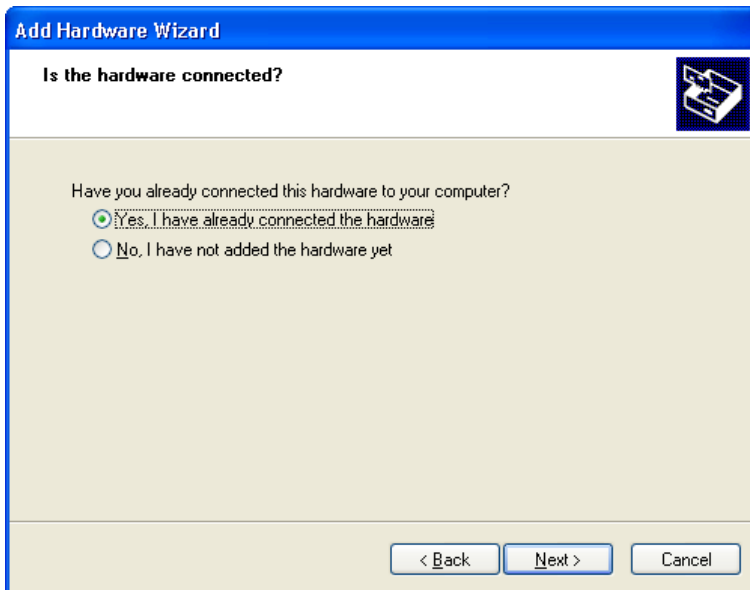 Add Hardware Wizard
Is the hardware connected?
Have you already connected this hardware to your computer?
Yes, I have already connected the hardware
No, I have not added the hardware yet
< Back Next > Cancel